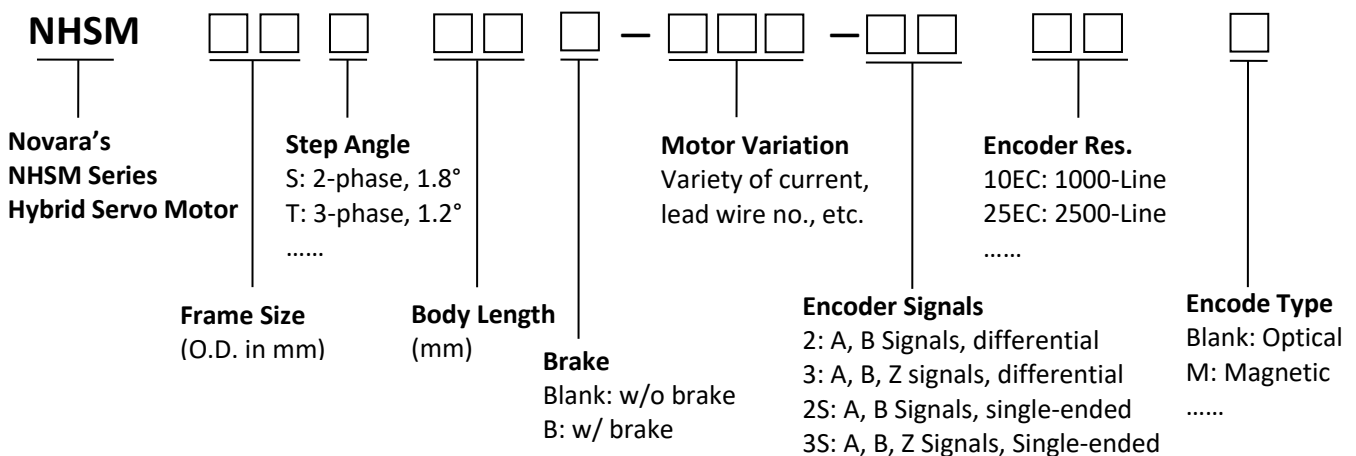 NHSM □□ □ □□ □ — □□□ — □□ □□ □
Novara’s
NHSM Series
Hybrid Servo Motor
Step Angle
S: 2-phase, 1.8°
T: 3-phase, 1.2°
......
Motor Variation
Variety of current,
lead wire no., etc.
Encoder Res.
10EC: 1000-Line
25EC: 2500-Line
......
Frame Size
(O.D. in mm)
Body Length
(mm)
Brake
Blank: w/o brake
B: w/ brake
Encoder Signals
2: A, B Signals, differential
3: A, B, Z signals, differential
2S: A, B Signals, single-ended
3S: A, B, Z Signals, Single-ended
Encode Type
Blank: Optical
M: Magnetic
......